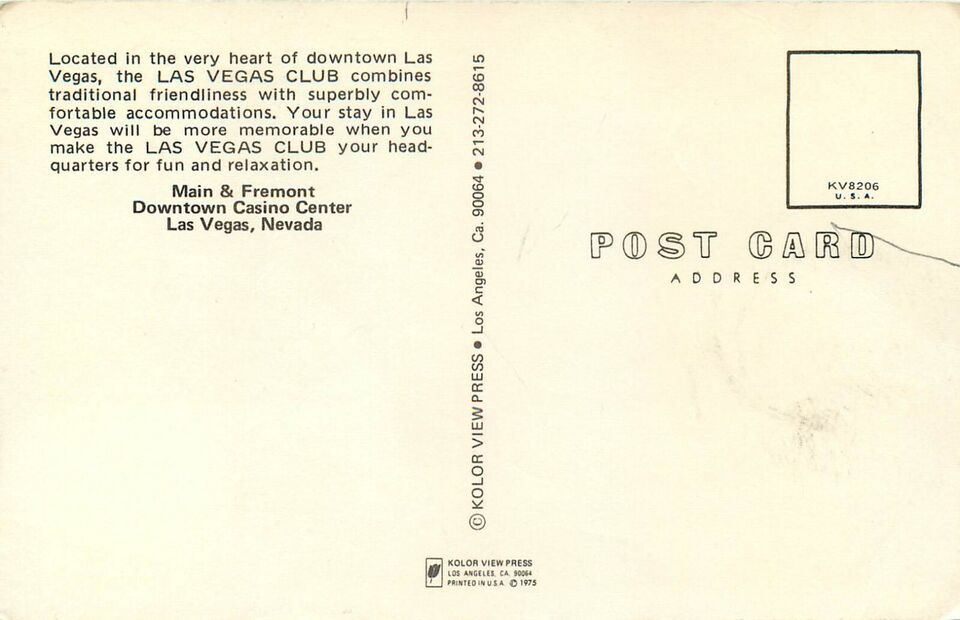 Located in the very heart of downtown Las
Vegas, the LAS VEGAS CLUB combines
traditional friendliness with superbly com-
fortable accommodations. Your stay in Las
Vegas will be more memorable when you
make the LAS VEGAS CLUB your head-
quarters for fun and relaxation.
Main & Fremont
Downtown Casino Center
Las Vegas, Nevada
© KOLOR VIEW PRESS • Los Angeles, Ca. 90064 • 213-272-8615
KV8206
U. S. A.
POST CARD
ADDRESS
KOLOR VIEW PRESS
LOS ANGELES, CA. 90064
PRINTED IN U.S.A. © 1975